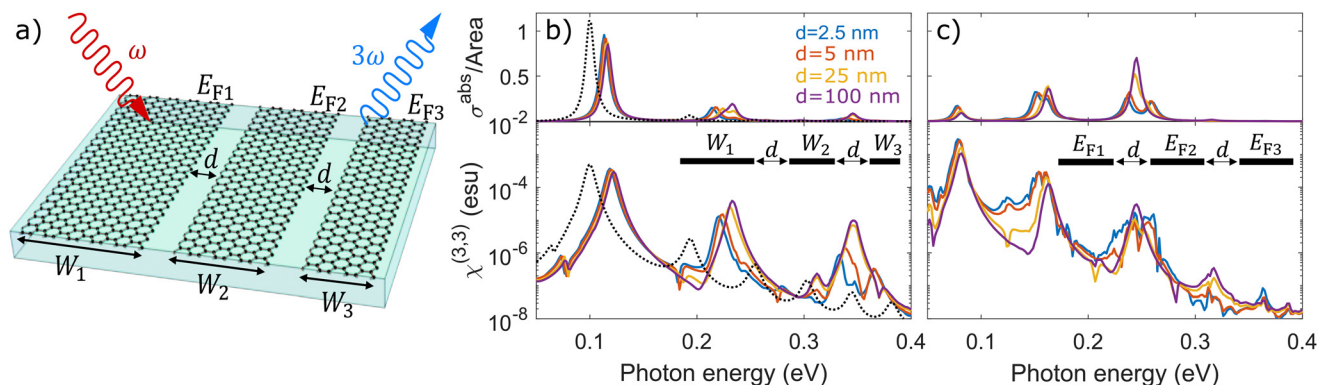 a)
ω
3ω
E_F1
E_F2
E_F3
d
d
W_1
W_2
W_3
b)
σ^abs/Area
1
0.5
10^-2
d=2.5 nm
d=5 nm
d=25 nm
d=100 nm
W_1 d W_2 d W_3
χ^(3,3) (esu)
10^-4
10^-6
10^-8
0.1 0.2 0.3 0.4
Photon energy (eV)
c)
E_F1 d E_F2 d E_F3
0.1 0.2 0.3 0.4
Photon energy (eV)